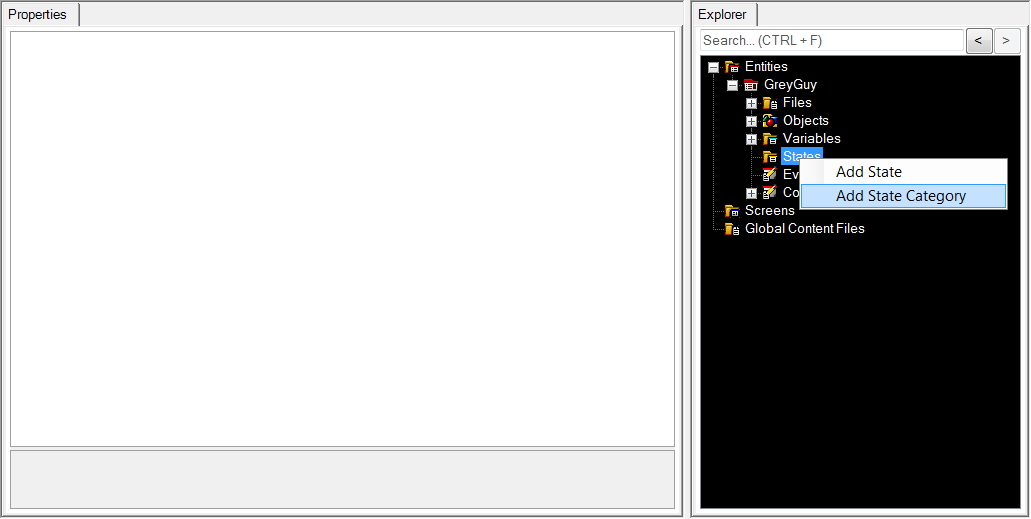 Properties
Explorer
Search... (CTRL + F)
<
>
Entities
GreyGuy
Files
Objects
Variables
States
Add State
Ev
Add State Category
Co
Screens
Global Content Files